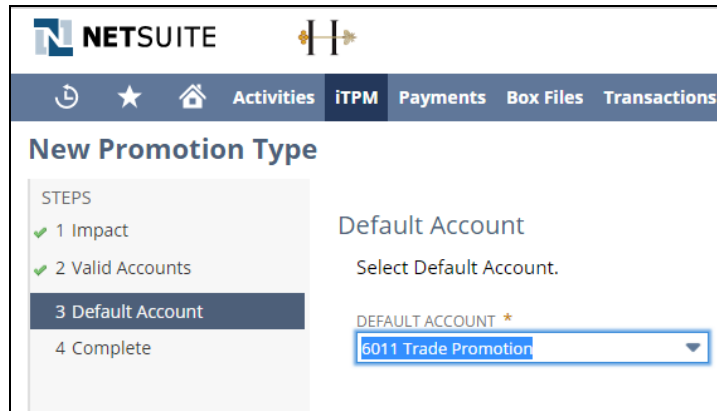 NETSUITE
H
Activities iTPM Payments Box Files Transactions
New Promotion Type
STEPS
1 Impact
2 Valid Accounts
3 Default Account
4 Complete
Default Account
Select Default Account.
DEFAULT ACCOUNT *
6011 Trade Promotion